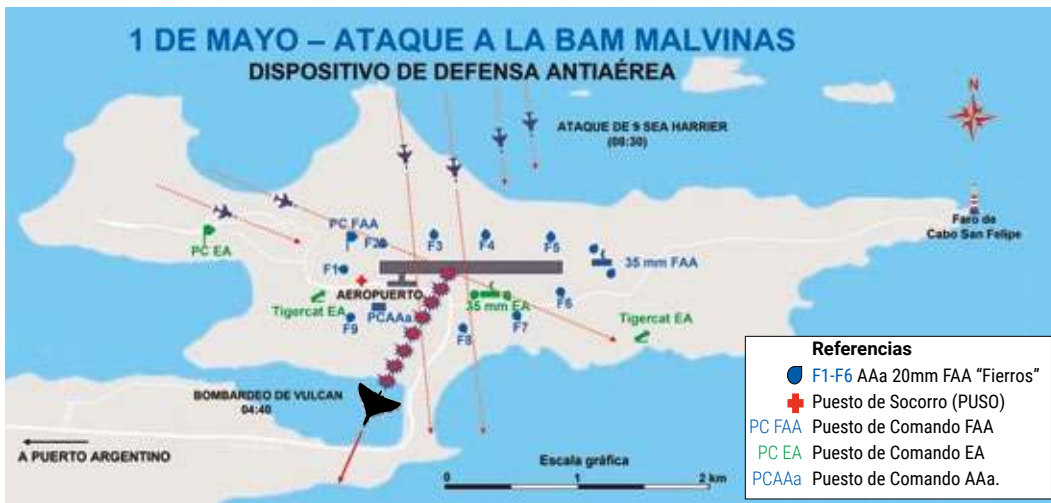 1 DE MAYO – ATAQUE A LA BAM MALVINAS
DISPOSITIVO DE DEFENSA ANTIAÉREA
N
ATAQUE DE 9 SEA HARRIER
(08:30)
Faro de
Cabo San Felipe
PC EA
PC FAA
F2
F3
F4
F5
35 mm FAA
F1
AEROPUERTO
Tigercat EA
PCAAa
35 mm EA
F6
F9
F8
F7
Tigercat EA
BOMBARDEO DE VULCAN
04:40
A PUERTO ARGENTINO
Escala gráfica
0 1 2 km
Referencias
F1-F6 AAa 20mm FAA “Fierros”
Puesto de Socorro (PUSO)
PC FAA Puesto de Comando FAA
PC EA Puesto de Comando EA
PCAAa Puesto de Comando AAa.